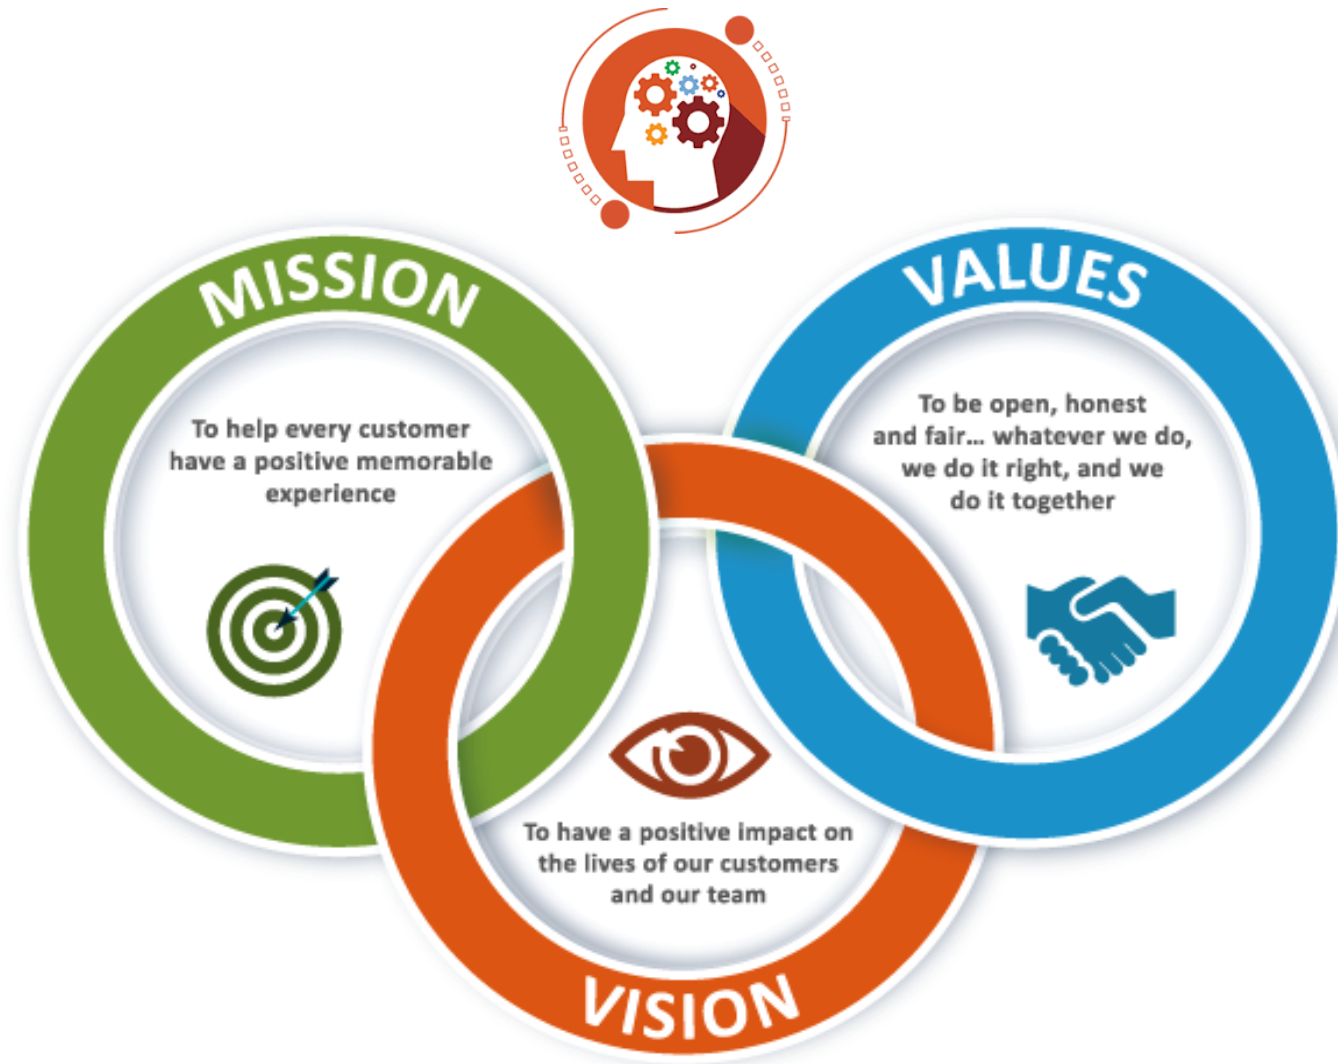 MISSION
To help every customer
have a positive memorable
experience
VALUES
To be open, honest
and fair... whatever we do,
we do it right, and we
do it together
To have a positive impact on
the lives of our customers
and our team
VISION